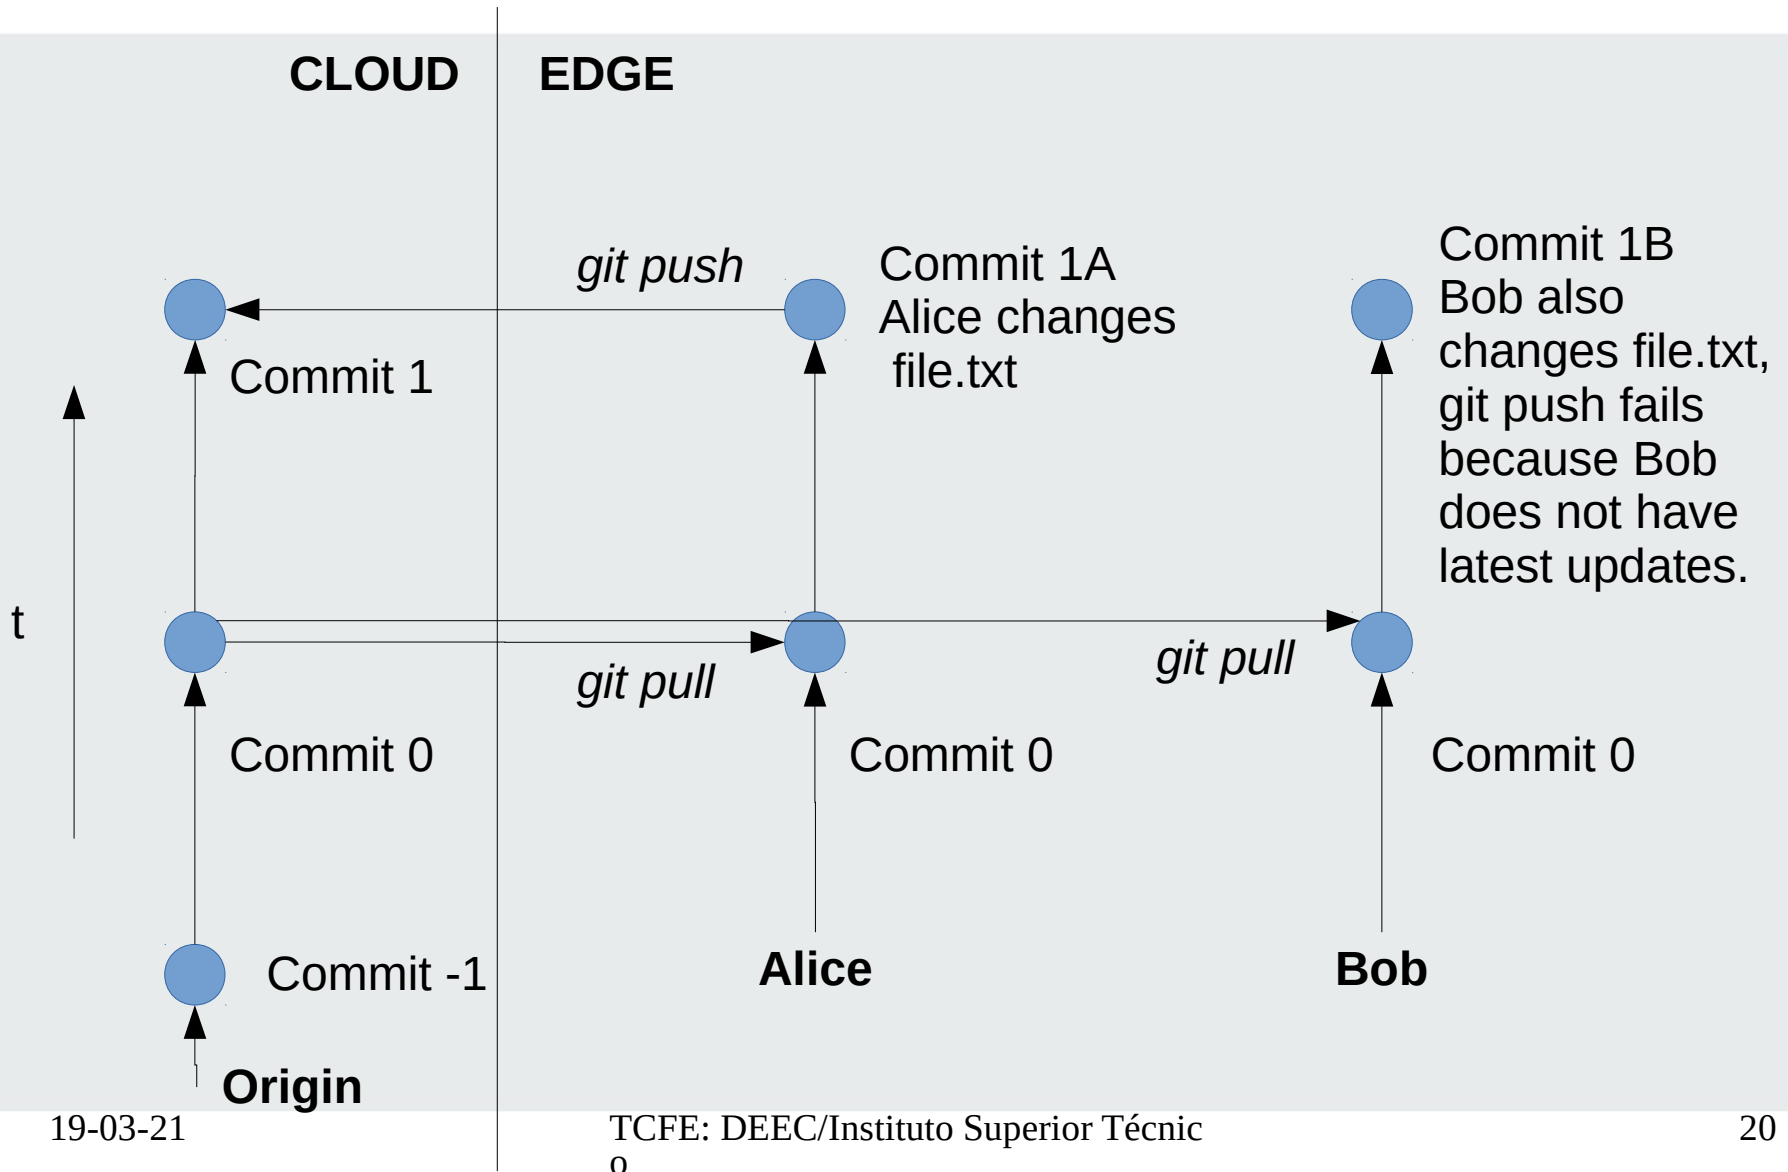 CLOUD
EDGE
git push
Commit 1A
Alice changes
file.txt
Commit 1B
Bob also
changes file.txt,
git push fails
because Bob
does not have
latest updates.
Commit 1
t
git pull
git pull
Commit 0
Commit 0
Commit 0
Commit -1
Alice
Bob
Origin
19-03-21
TCFE: DEEC/Instituto Superior Técnic
o
20